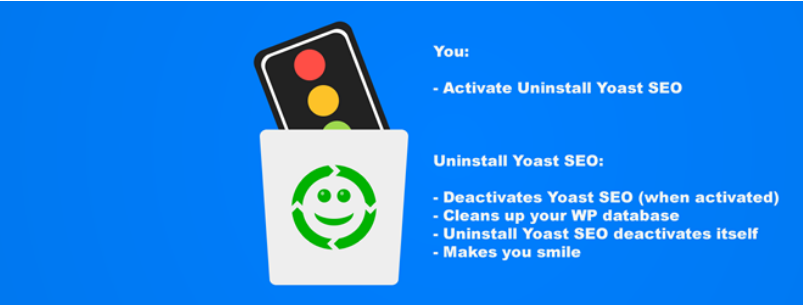 You:
- Activate Uninstall Yoast SEO
Uninstall Yoast SEO:
- Deactivates Yoast SEO (when activated)
- Cleans up your WP database
- Uninstall Yoast SEO deactivates itself
- Makes you smile